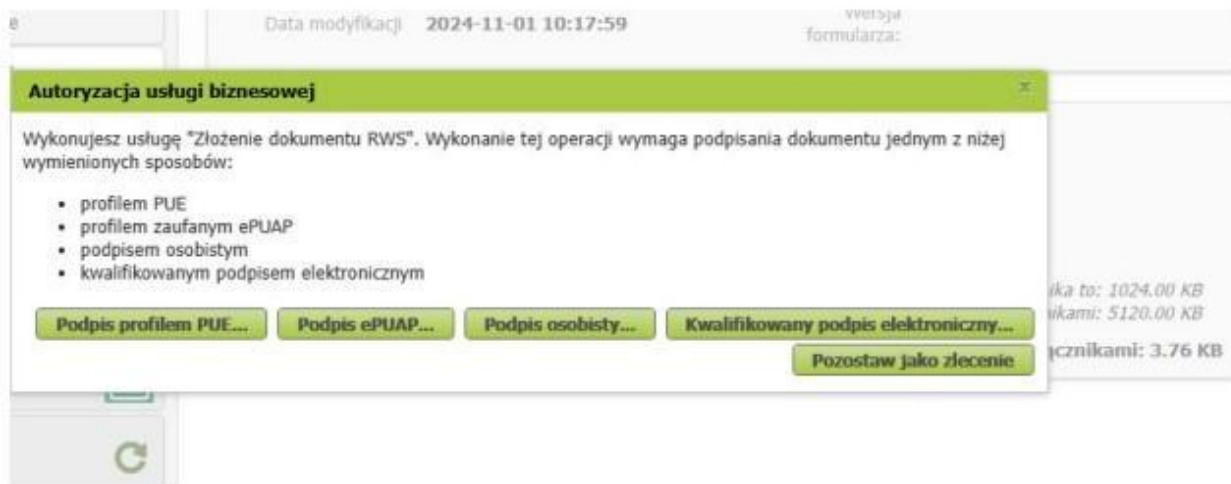 e
Data modyfikacji 2024-11-01 10:17:59
Wersja
formularza:
Autoryzacja usługi biznesowej x
Wykonujesz usługę "Złożenie dokumentu RWS". Wykonanie tej operacji wymaga podpisania dokumentu jednym z niżej
wymienionych sposobów:
• profilem PUE
• profilem zaufanym ePUAP
• podpisem osobistym
• kwalifikowanym podpisem elektronicznym
ika to: 1024.00 KB
Podpis profilem PUE... Podpis ePUAP... Podpis osobisty... Kwalifikowany podpis elektroniczny... ikami: 5120.00 KB
Pozostaw jako zlecenie cznikami: 3.76 KB